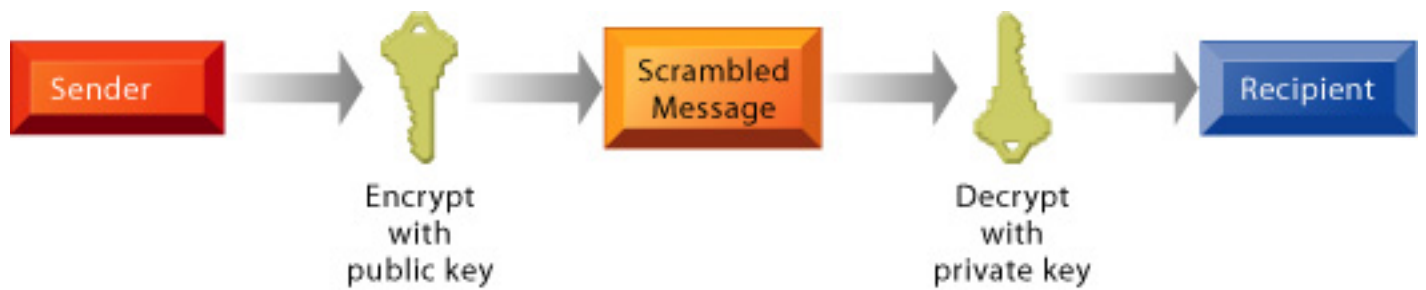 Sender
Encrypt
with
public key
Scrambled
Message
Decrypt
with
private key
Recipient